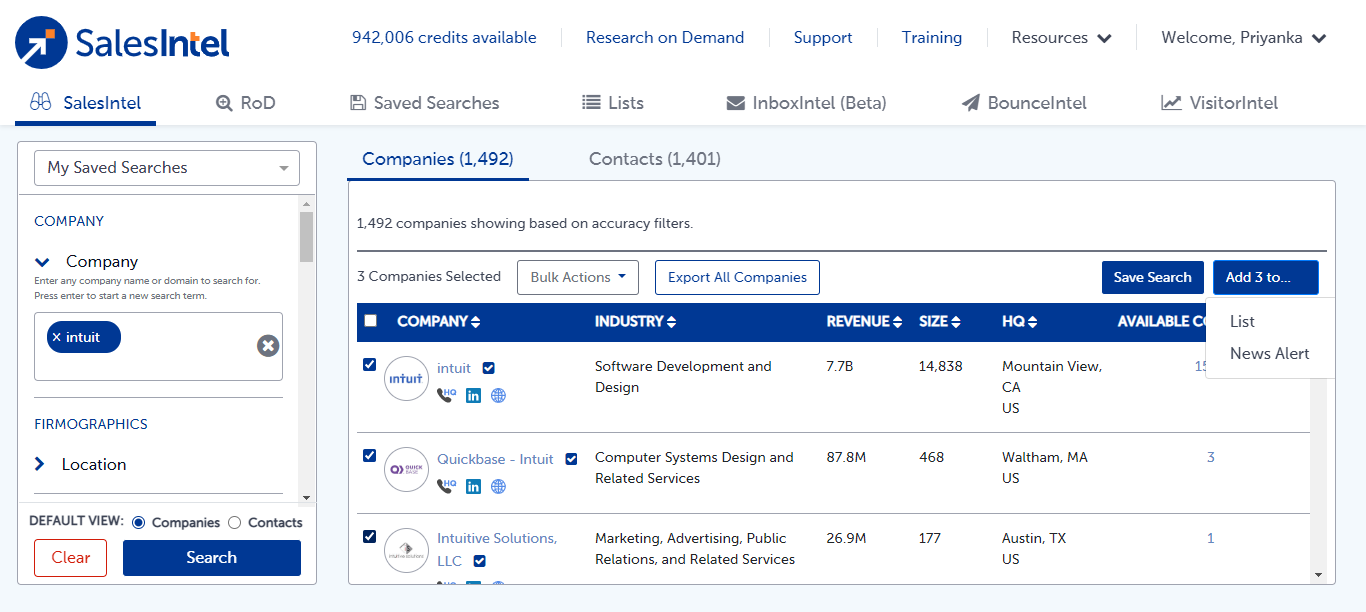 SalesIntel
942,006 credits available
Research on Demand
Support
Training
Resources
Welcome, Priyanka
SalesIntel
RoD
Saved Searches
Lists
InboxIntel (Beta)
BounceIntel
VisitorIntel
My Saved Searches
COMPANY
Company
Enter any company name or domain to search for.
Press enter to start a new search term.
× intuit
FIRMOGRAPHICS
Location
DEFAULT VIEW: Companies Contacts
Clear
Search
Companies (1,492)
Contacts (1,401)
1,492 companies showing based on accuracy filters.
3 Companies Selected
Bulk Actions
Export All Companies
Save Search
Add 3 to...
List
News Alert
COMPANY
INDUSTRY
REVENUE
SIZE
HQ
AVAILABLE
INTUIT
intuit
HQ
Software Development and
Design
7.7B
14,838
Mountain View,
CA
US
QUICK
BASE
Quickbase - Intuit
HQ
Computer Systems Design and
Related Services
87.8M
468
Waltham, MA
US
3
Intuitive Solutions,
LLC
Marketing, Advertising, Public
Relations, and Related Services
26.9M
177
Austin, TX
US
1